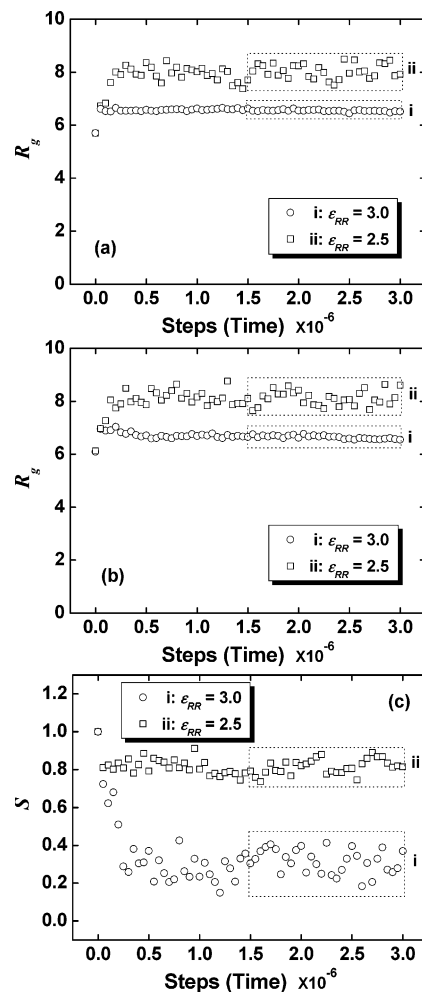 10
8
6
4
2
0
R_g
ii
i
i: ε_RR = 3.0
ii: ε_RR = 2.5
(a)
0.0 0.5 1.0 1.5 2.0 2.5 3.0
Steps (Time) X10^-6
10
8
6
4
2
0
R_g
ii
i
i: ε_RR = 3.0
ii: ε_RR = 2.5
(b)
0.0 0.5 1.0 1.5 2.0 2.5 3.0
Steps (Time) X10^-6
1.2
1.0
0.8
0.6
0.4
0.2
0.0
S
i: ε_RR = 3.0
ii: ε_RR = 2.5
(c)
ii
i
0.0 0.5 1.0 1.5 2.0 2.5 3.0
Steps (Time) X10^-6